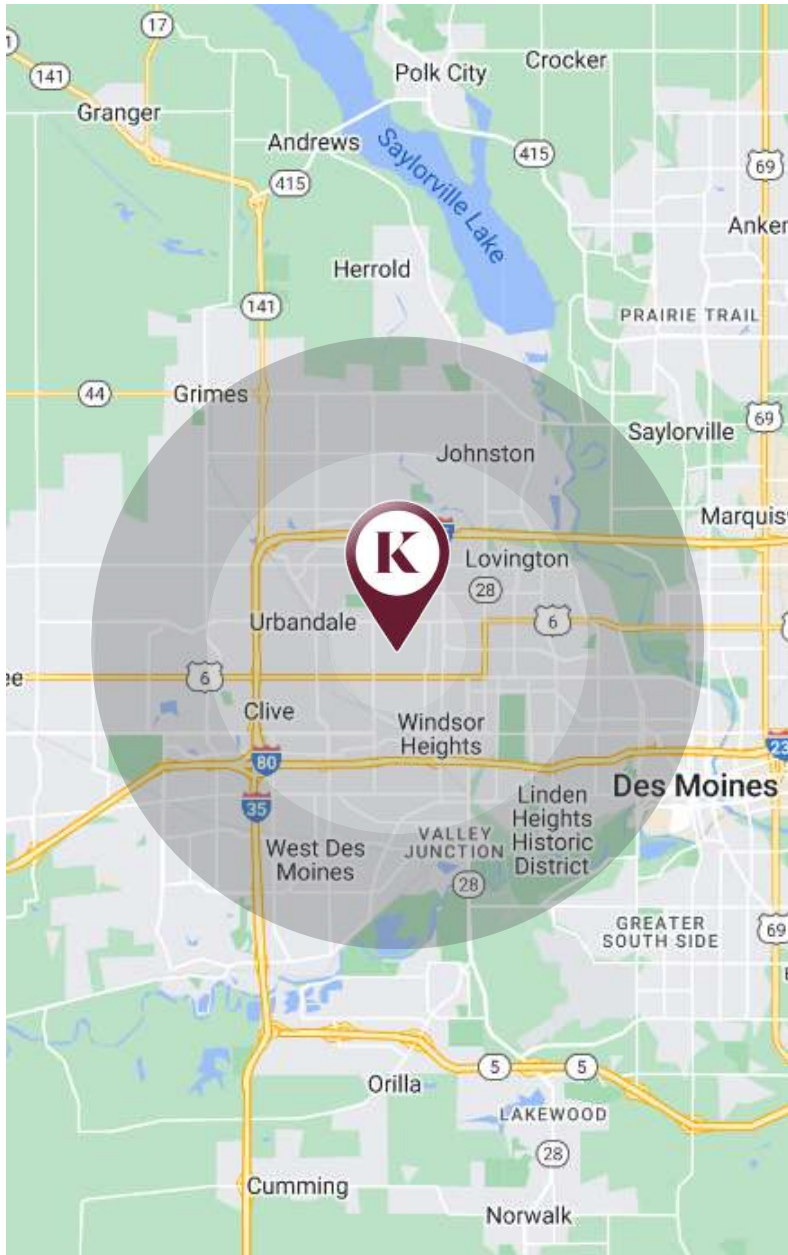 17
Polk City
Crocker
141
Granger
Andrews
415
415
69
Saylorville Lake
Anker
Herrold
141
PRAIRIE TRAIL
44
Grimes
69
Saylorville
Johnston
Marquis
K
Lovington
28
Urbandale
6
6
ee
Clive
Windsor
Heights
80
23
Des Moines
35
Linden
Heights
Historic
District
VALLEY
JUNCTION
West Des
Moines
28
GREATER
SOUTH SIDE
69
5
5
Orilla
LAKEWOOD
28
Cumming
Norwalk